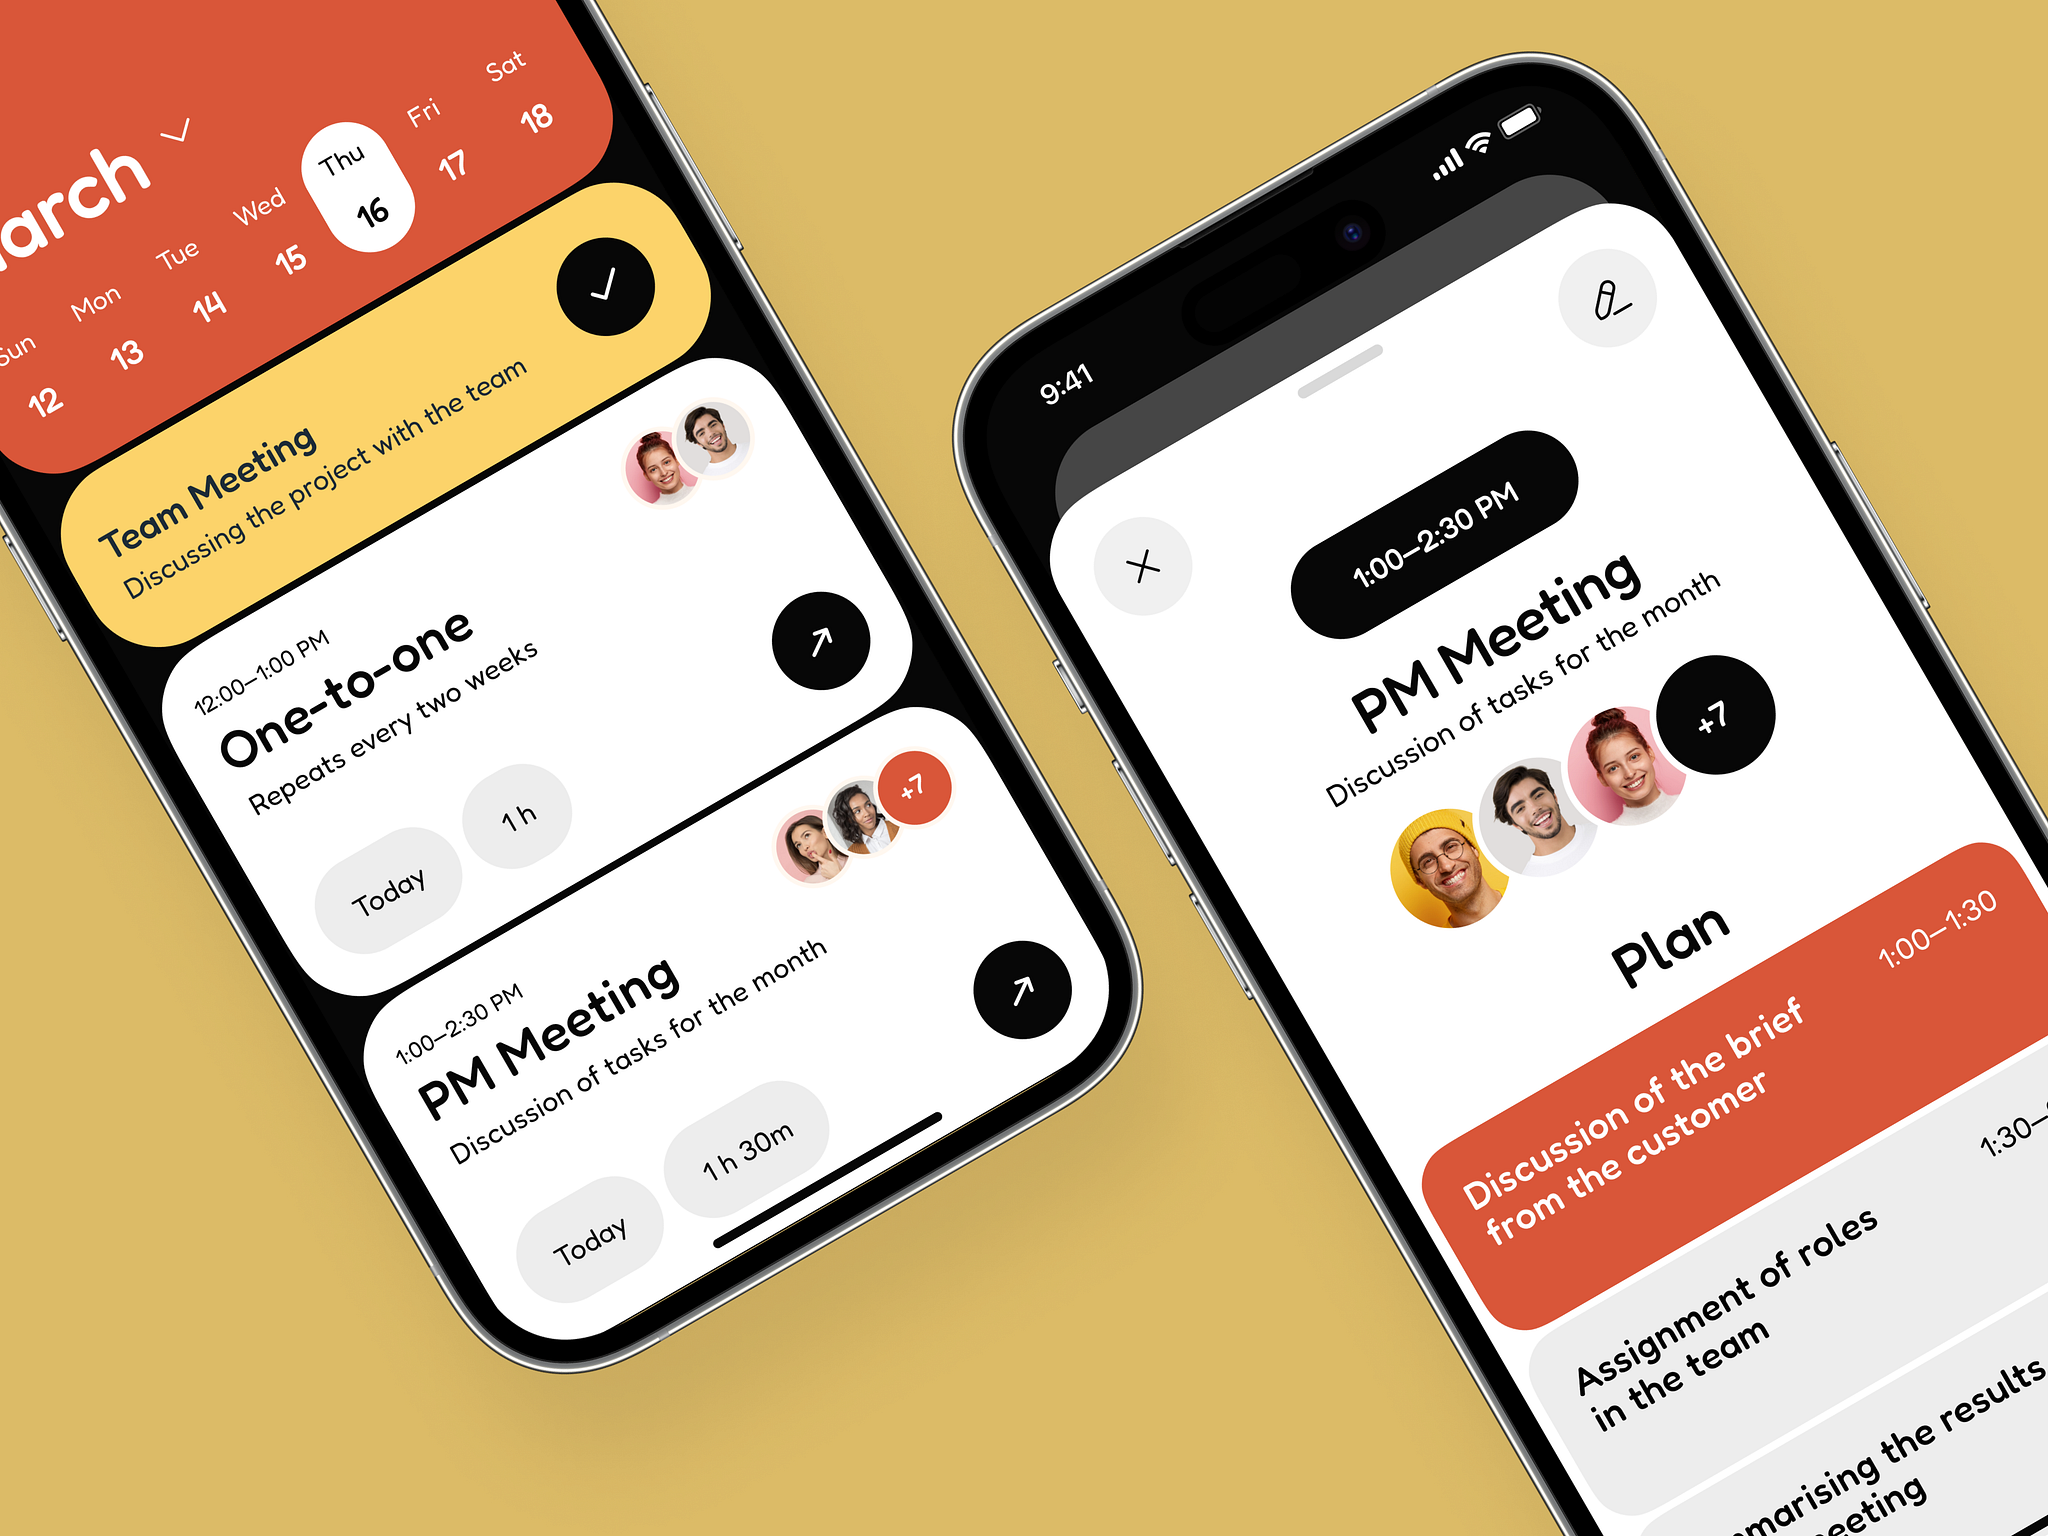 arch
Sun Mon Tue Wed Thu Fri Sat
12 13 14 15 16 17 18
Team Meeting
Discussing the project with the team
12:00–1:00 PM
One-to-one
Repeats every two weeks
Today
1 h
+7
1:00–2:30 PM
PM Meeting
Discussion of tasks for the month
Today
1 h 30m
9:41
1:00–2:30 PM
PM Meeting
Discussion of tasks for the month
+7
Plan
1:00–1:30
Discussion of the brief
from the customer
1:30–
Assignment of roles
in the team
marising the results
eeting